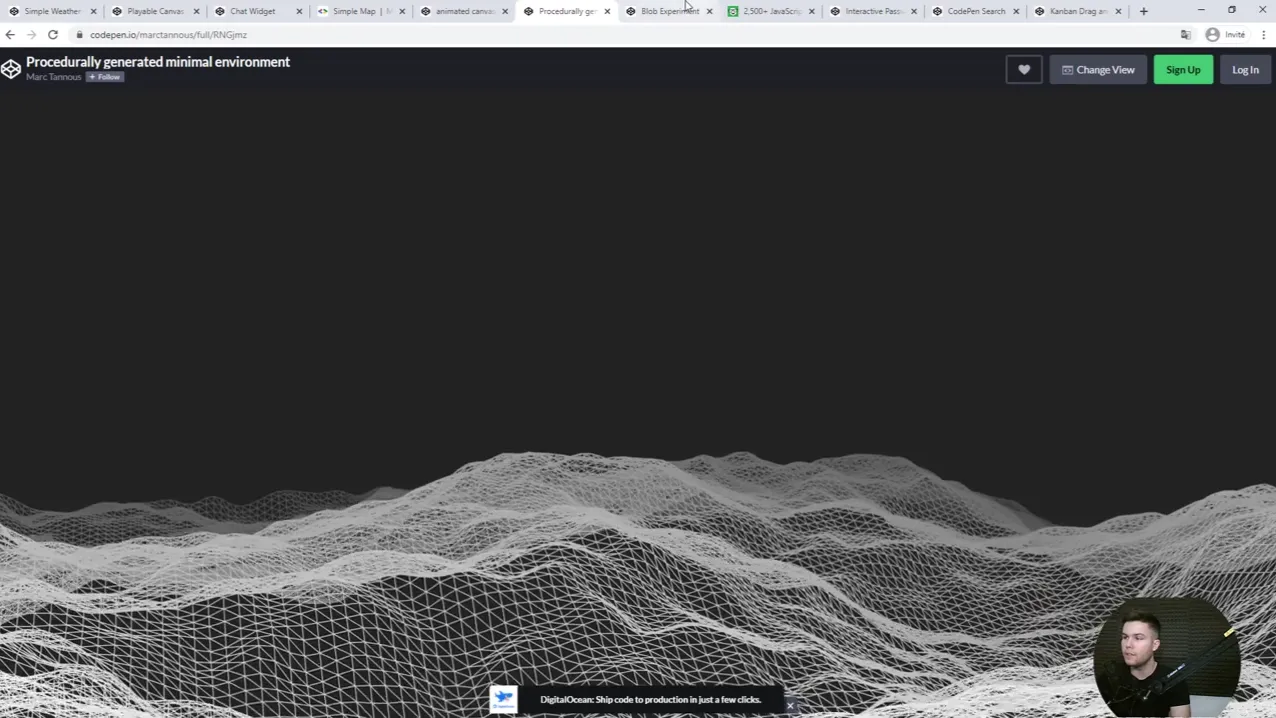 Simple Weather
Playable Canvas
Chat Widget
Simple Map | M
animated canva
Procedurally ge
Blob Experiment
2,500+ JavaScrip
Interactive Passw
CodePen Search
Kanban Drag an
codepen.io/marctannous/full/RNGjmz
Invité
Procedurally generated minimal environment
Marc Tannous
+ Follow
Change View
Sign Up
Log In
DigitalOcean: Ship code to production in just a few clicks.